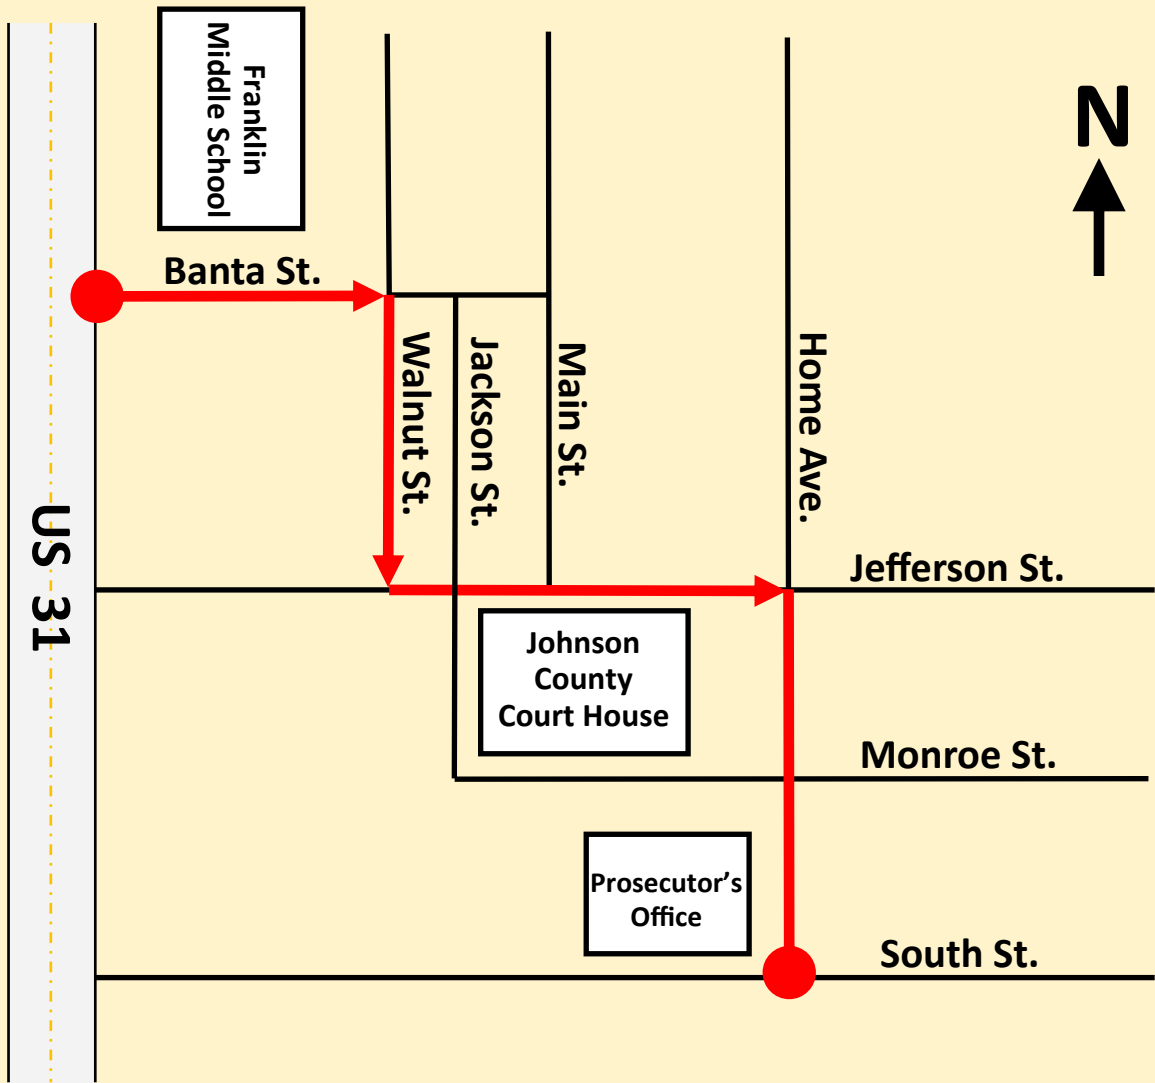 Franklin
Middle School
N
Banta St.
Walnut St.
Jackson St.
Main St.
Home Ave.
US 31
Jefferson St.
Johnson
County
Court House
Monroe St.
Prosecutor’s
Office
South St.